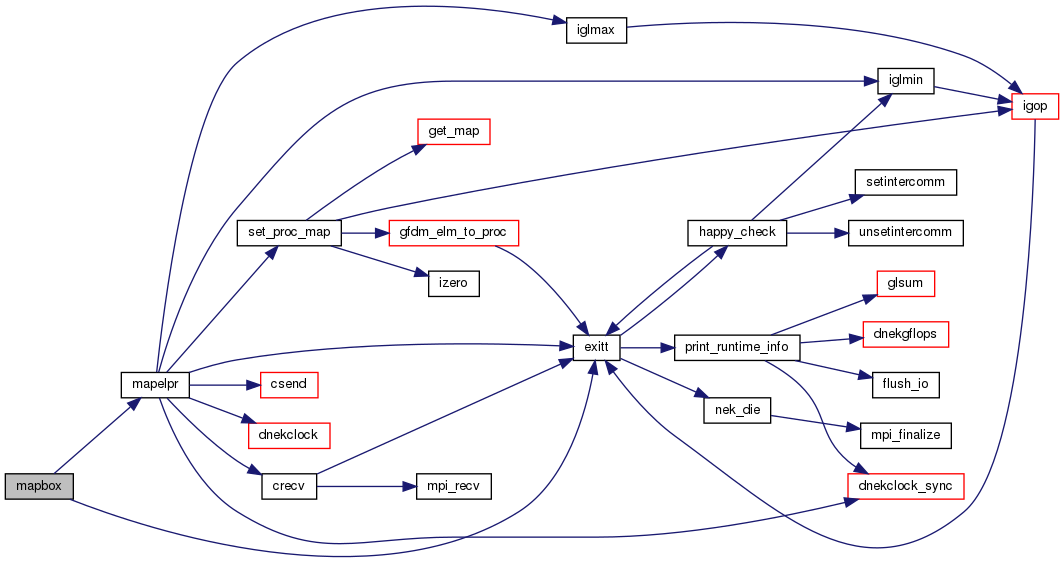 iglmax
iglmin
igop
get_map
setintercomm
set_proc_map
gfdm_elm_to_proc
happy_check
unsetintercomm
izero
glsum
exitt
print_runtime_info
dnekgflops
mapelpr
csend
flush_io
nek_die
dnekclock
mpi_finalize
mapbox
crecv
mpi_recv
dnekclock_sync